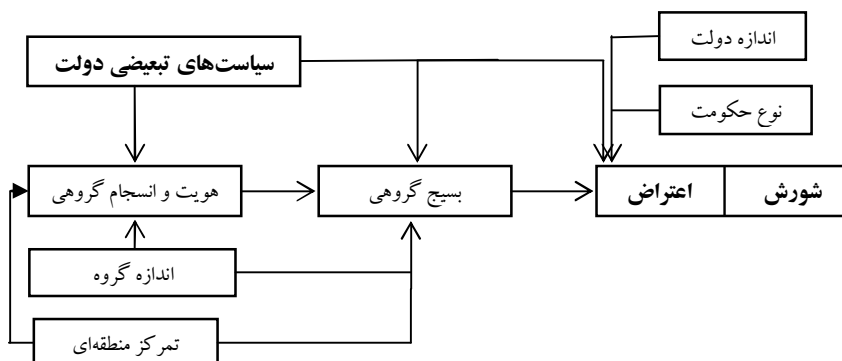 اندازه دولت
سیاست‌های تبعیضی دولت
نوع حکومت
هویت و انسجام گروهی
بسیج گروهی
اعتراض
شورش
اندازه گروه
تمرکز منطقه‌ای